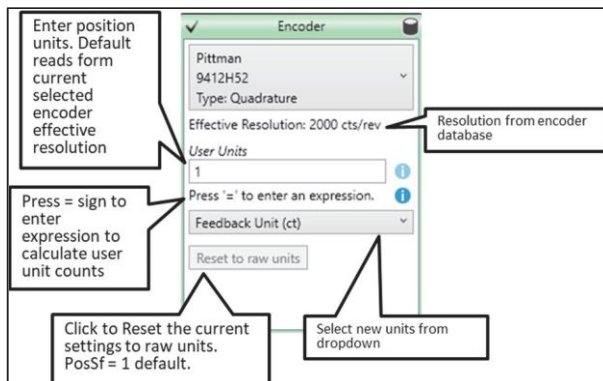 Enter position
units. Default
reads form
current
selected
encoder
effective
resolution
Encoder
Pittman
9412H52
Type: Quadrature
Effective Resolution: 2000 cts/rev
Resolution from encoder
database
User Units
1
Press '=' to enter an expression.
Press = sign to
enter
expression to
calculate user
unit counts
Feedback Unit (ct)
Reset to raw units
Click to Reset the current
settings to raw units.
PosSf = 1 default.
Select new units from
dropdown